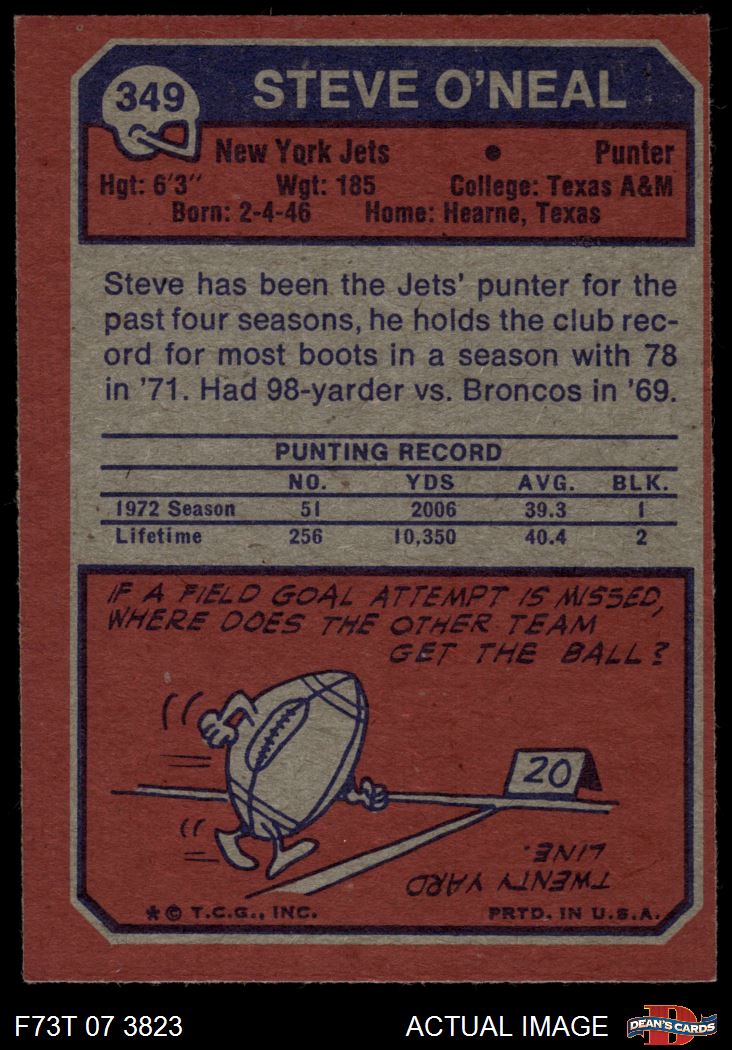 349
STEVE O'NEAL
New York Jets • Punter
Hgt: 6'3" Wgt: 185 College: Texas A&M
Born: 2-4-46 Home: Hearne, Texas
Steve has been the Jets' punter for the
past four seasons, he holds the club rec-
ord for most boots in a season with 78
in '71. Had 98-yarder vs. Broncos in '69.
PUNTING RECORD
NO. YDS AVG. BLK.
1972 Season 51 2006 39.3 1
Lifetime 256 10,350 40.4 2
IF A FIELD GOAL ATTEMPT IS MISSED,
WHERE DOES THE OTHER TEAM
GET THE BALL?
20
TWENTY YARD
LINE.
* © T.C.G., INC. PRTD. IN U.S.A.
F73T 07 3823 ACTUAL IMAGE
D
DEAN'S CARDS